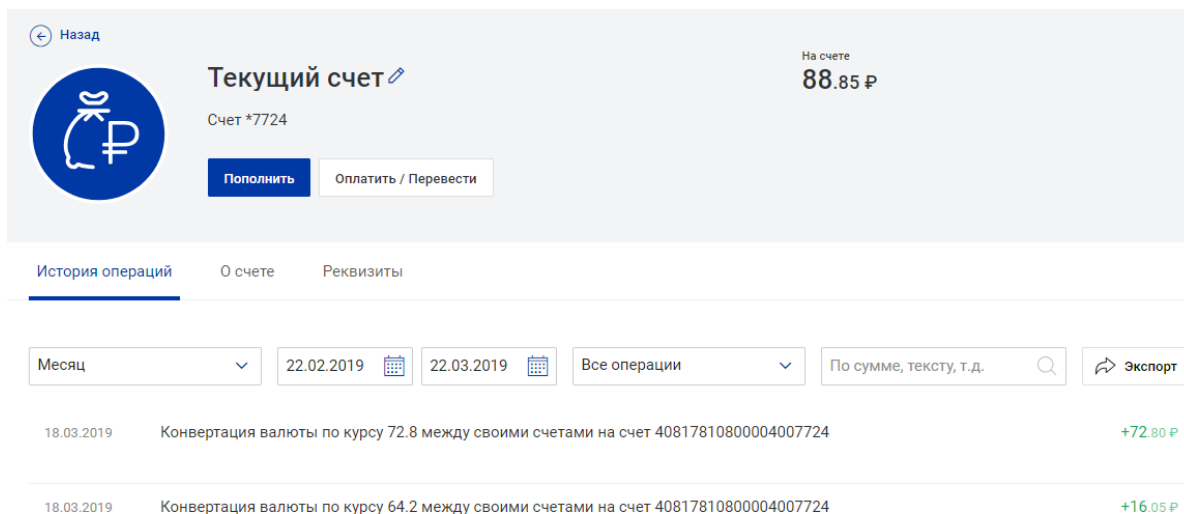 Назад
Текущий счет
На счете
88.85 ₽
Счет *7724
Пополнить
Оплатить / Перевести
История операций
О счете
Реквизиты
Месяц
22.02.2019
22.03.2019
Все операции
По сумме, тексту, т.д.
Экспорт
18.03.2019 Конвертация валюты по курсу 72.8 между своими счетами на счет 40817810800004007724 +72.80 ₽
18.03.2019 Конвертация валюты по курсу 64.2 между своими счетами на счет 40817810800004007724 +16.05 ₽